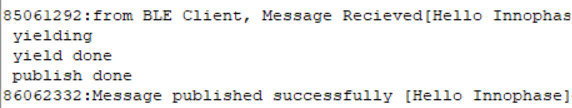 85061292:from BLE Client, Message Recieved[Hello Innophas
yielding
yield done
publish done
86062332:Message published successfully [Hello Innophase]